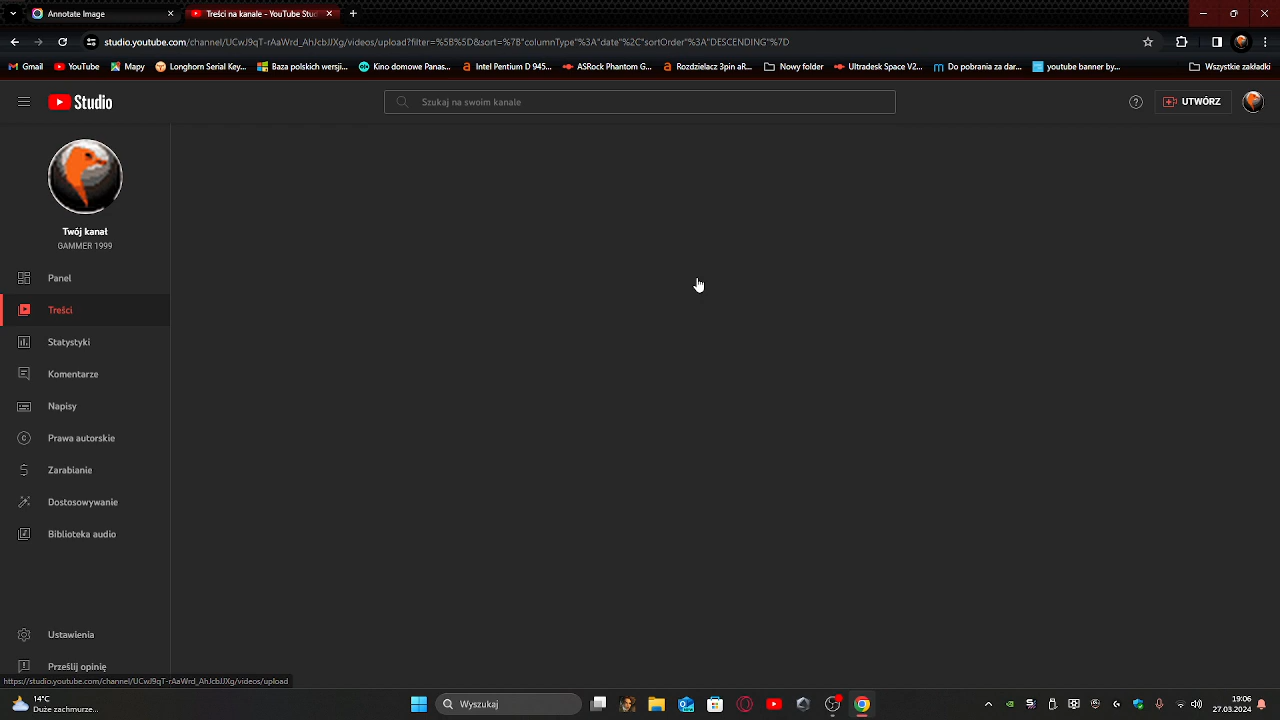 Annotate Image
Treści na kanale - YouTube Stud
studio.youtube.com/channel/UCwJ9qT-rAaWrd_AhJcbJJXg/videos/upload?filter=%5B%5D&sort=%7B"columnType"%3A"date"%2C"sortOrder"%3A"DESCENDING"%7D
Gmail
YouTube
Mapy
Longhorn Serial Key...
Baza polskich wersji...
Kino domowe Panas...
Intel Pentium D 945...
ASRock Phantom G...
Rozdzielacz 3pin aR...
New folder
Ultradesk Space V2...
Do pobrania za dar...
youtube banner by...
Wszystkie zakładki
Studio
Szukaj na swoim kanale
UTWÓRZ
Twój kanał
GAMMER 1999
Panel
Treści
Statystyki
Komentarze
Napisy
Prawa autorskie
Zarabianie
Dostosowywanie
Biblioteka audio
Ustawienia
Prześlij opinię
https://studio.youtube.com/channel/UCwJ9qT-rAaWrd_AhJcbJJXg/videos/upload
14°C
Duże zachmurze...
Wyszukaj
19:06
27.03.2024